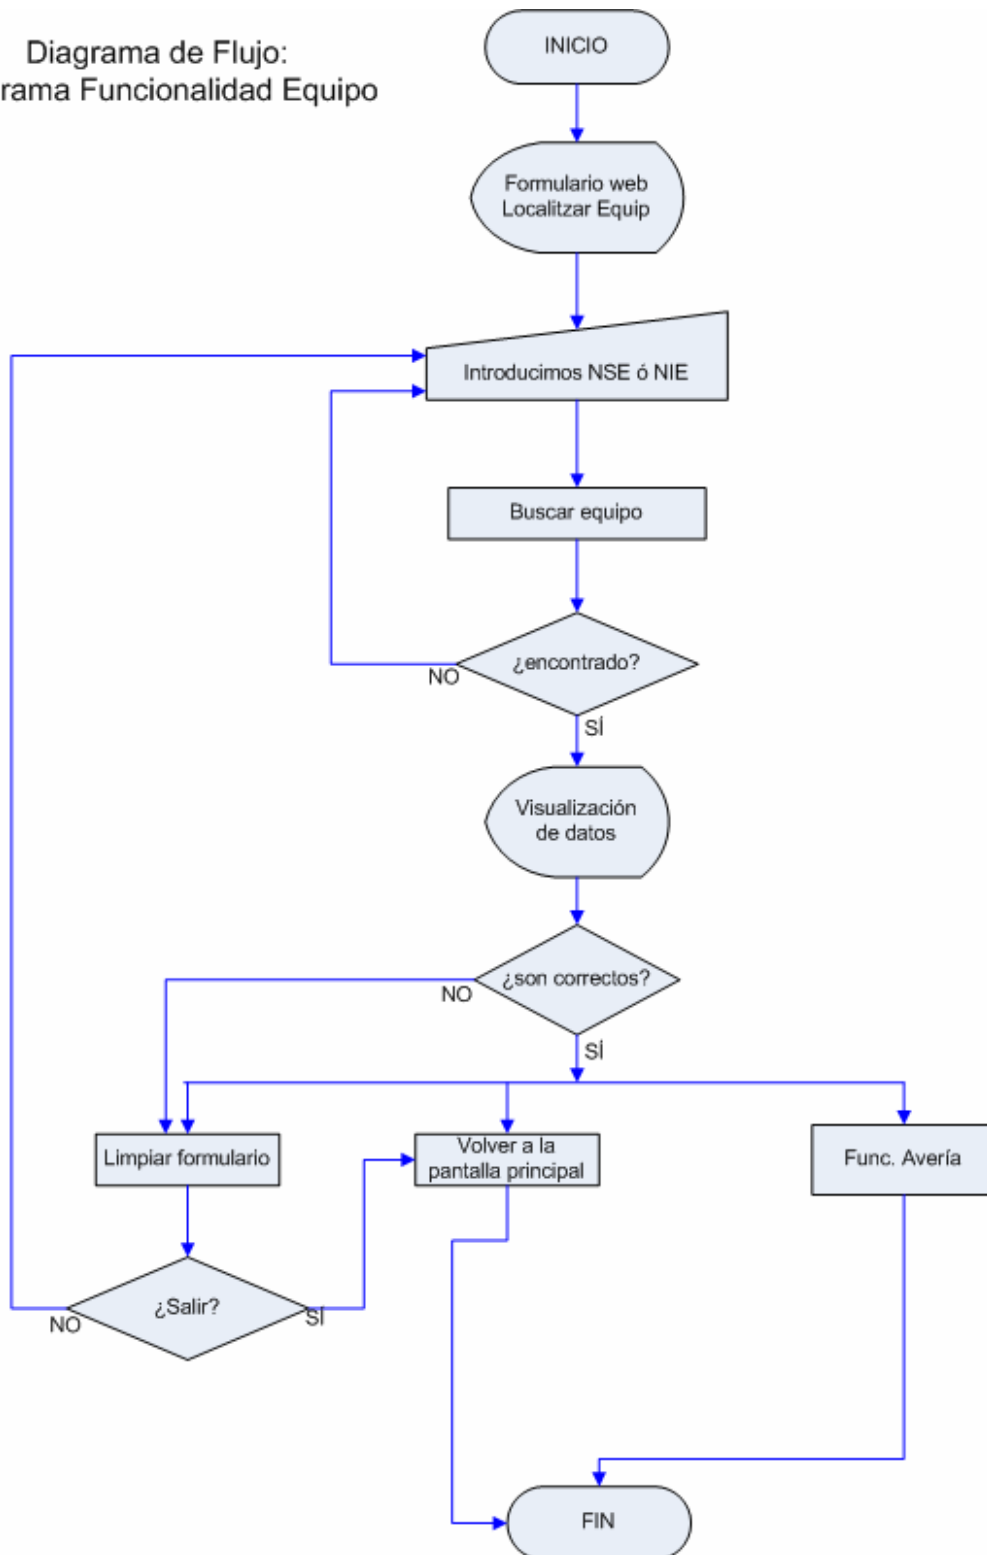 Diagrama de Flujo:
rama Funcionalidad Equipo
INICIO
Formulario web
Localitzar Equip
Introducimos NSE ó NIE
Buscar equipo
¿encontrado?
NO
SÍ
Visualización
de datos
¿son correctos?
NO
SÍ
Limpiar formulario
Volver a la
pantalla principal
Func. Avería
¿Salir?
NO
SÍ
FIN